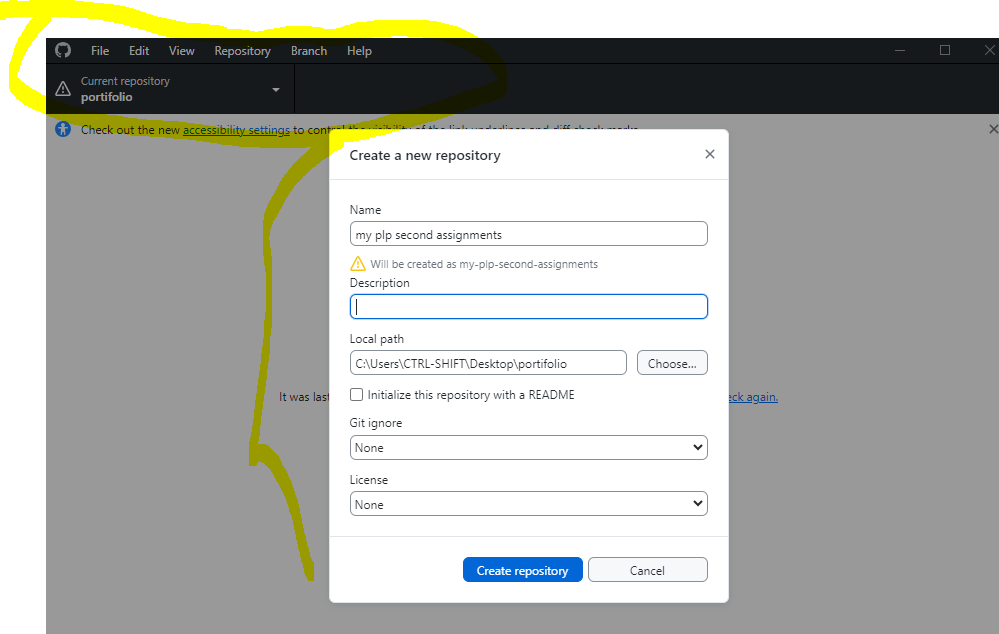 File Edit View Repository Branch Help
Current repository
portifolio
Check out the new accessibility settings to control the visibility of the link underlines and diff check marks.
Create a new repository
Name
my plp second assignments
Will be created as my-plp-second-assignments
Description
Local path
C:\Users\CTRL-SHIFT\Desktop\portifolio
Choose...
It was last
Initialize this repository with a README
again.
Git ignore
None
License
None
Create repository
Cancel